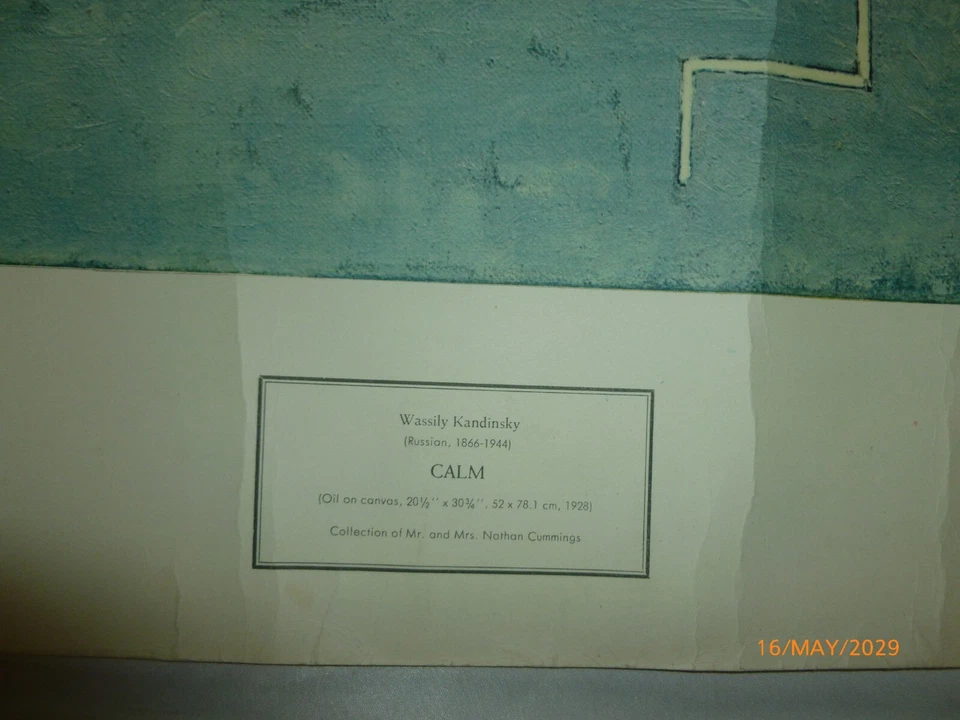 Wassily Kandinsky
(Russian, 1866-1944)
CALM
(Oil on canvas, 20½'' x 30¾'', 52 x 78.1 cm, 1928)
Collection of Mr. and Mrs. Nathan Cummings
16/MAY/2029